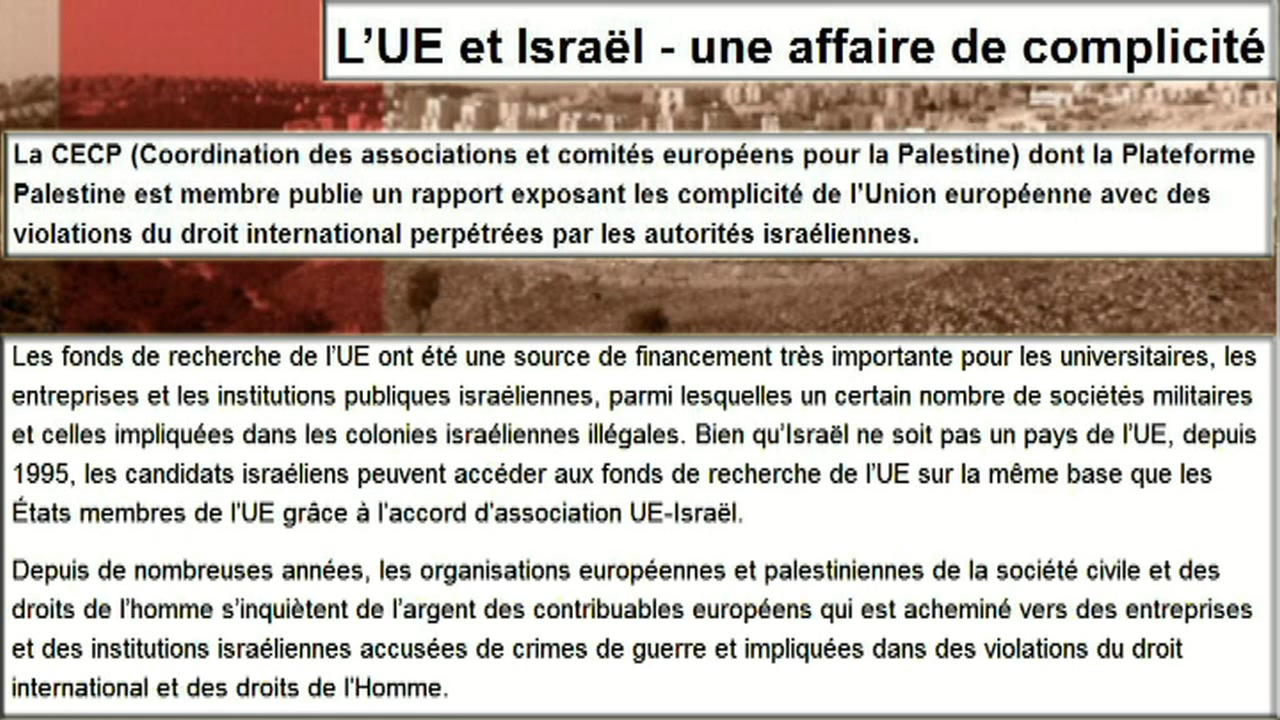 L’UE et Israël - une affaire de complicité
La CECP (Coordination des associations et comités européens pour la Palestine) dont la Plateforme
Palestine est membre publie un rapport exposant les complicité de l'Union européenne avec des
violations du droit international perpétrées par les autorités israéliennes.
Les fonds de recherche de l’UE ont été une source de financement très importante pour les universitaires, les
entreprises et les institutions publiques israéliennes, parmi lesquelles un certain nombre de sociétés militaires
et celles impliquées dans les colonies israéliennes illégales. Bien qu’Israël ne soit pas un pays de l’UE, depuis
1995, les candidats israéliens peuvent accéder aux fonds de recherche de l’UE sur la même base que les
États membres de l’UE grâce à l’accord d’association UE-Israël.
Depuis de nombreuses années, les organisations européennes et palestiniennes de la société civile et des
droits de l’homme s’inquiètent de l’argent des contribuables européens qui est acheminé vers des entreprises
et des institutions israéliennes accusées de crimes de guerre et impliquées dans des violations du droit
international et des droits de l’Homme.